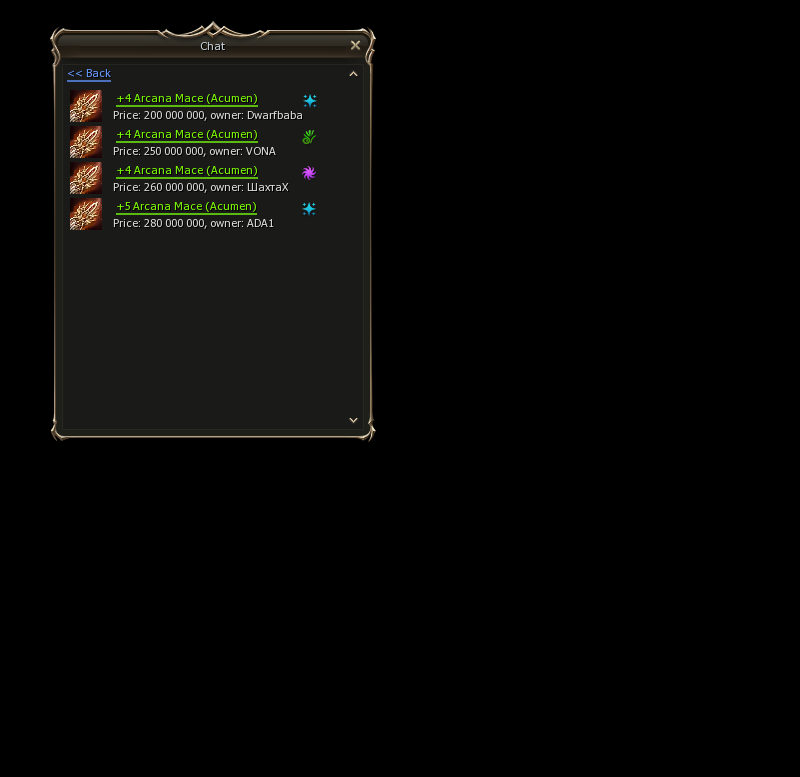 Chat
<< Back
+4 Arcana Mace (Acumen)
Price: 200 000 000, owner: Dwarfbaba
+4 Arcana Mace (Acumen)
Price: 250 000 000, owner: VONA
+4 Arcana Mace (Acumen)
Price: 260 000 000, owner: ШахтаХ
+5 Arcana Mace (Acumen)
Price: 280 000 000, owner: ADA1